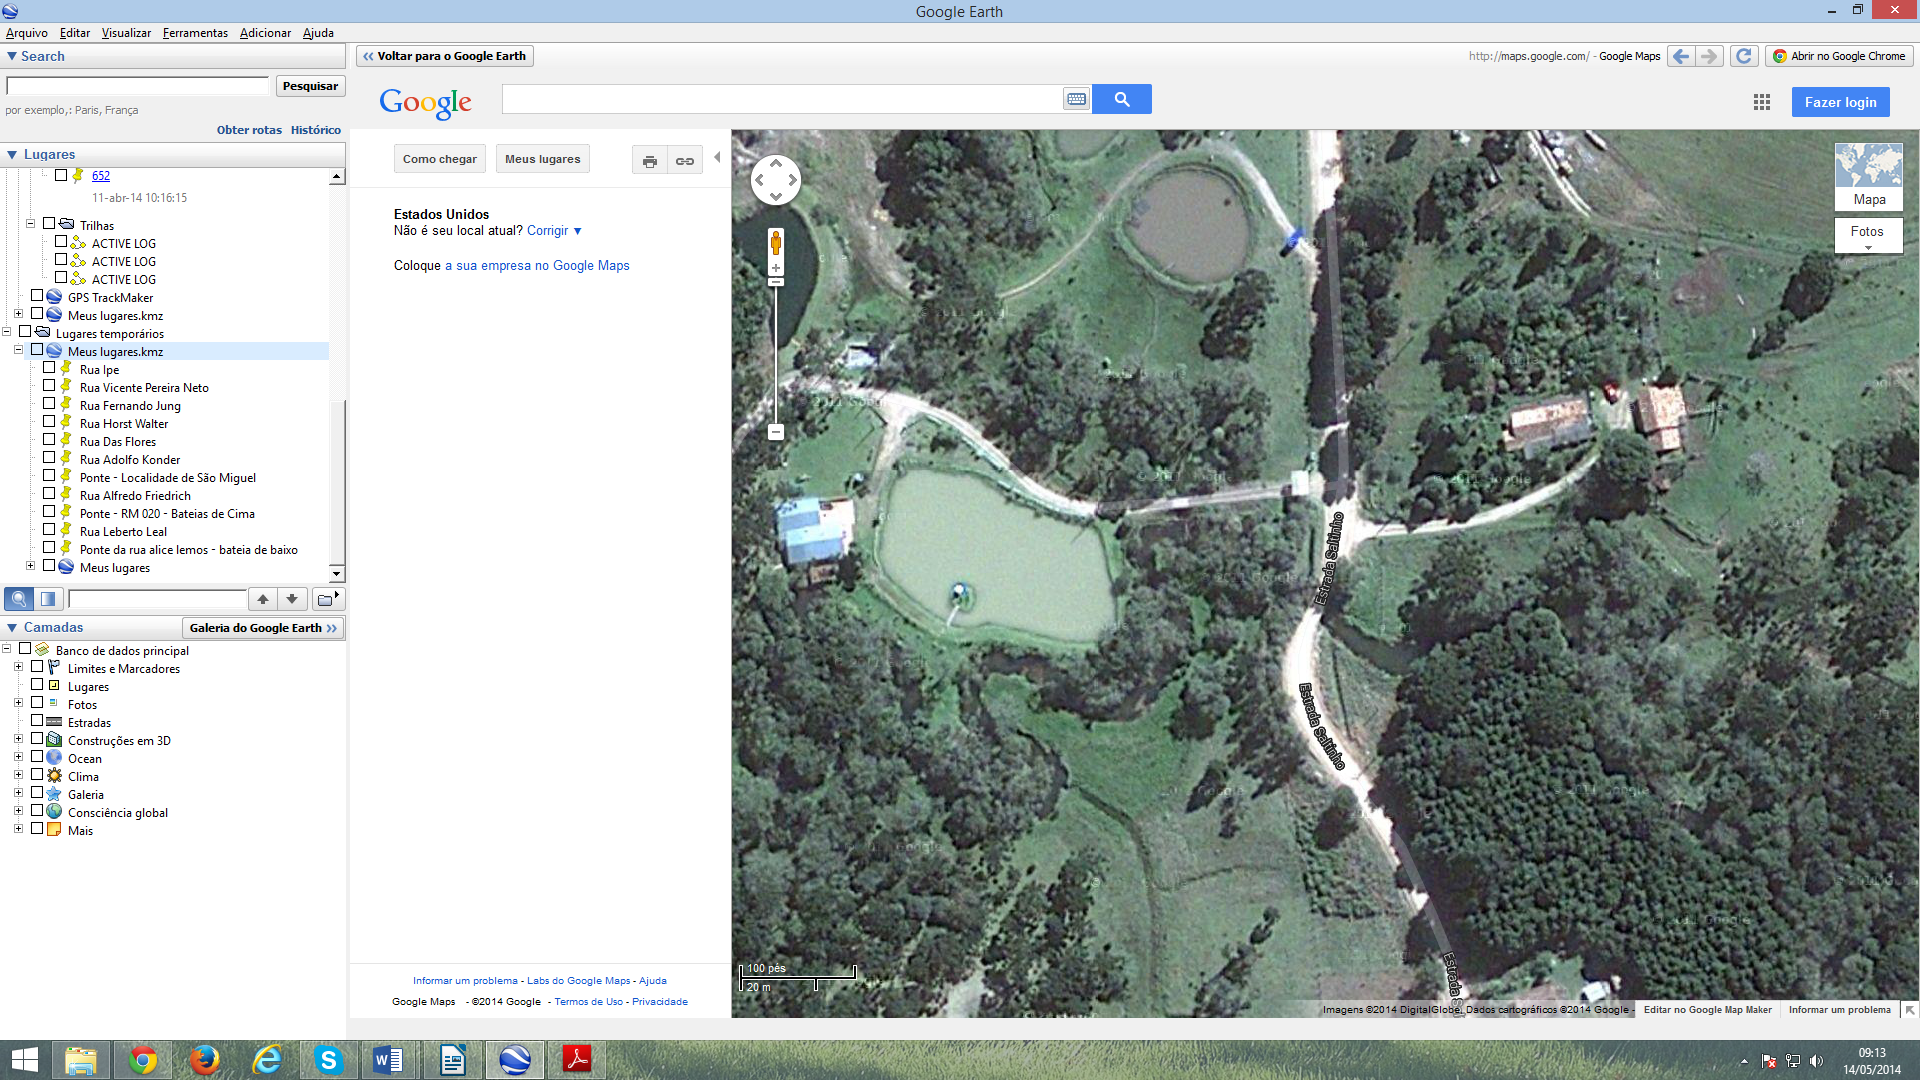 Google Earth
Arquivo Editar Visualizar Ferramentas Adicionar Ajuda
Search
Pesquisar
por exemplo,: Paris, França
Obter rotas Histórico
Lugares
652
11-abr-14 10:16:15
Trilhas
ACTIVE LOG
ACTIVE LOG
ACTIVE LOG
GPS TrackMaker
Meus lugares.kmz
Lugares temporários
Meus lugares.kmz
Rua Ipe
Rua Vicente Pereira Neto
Rua Fernando Jung
Rua Horst Walter
Rua Das Flores
Rua Adolfo Konder
Ponte - Localidade de São Miguel
Rua Alfredo Friedrich
Ponte - RM 020 - Bateias de Cima
Rua Leberto Leal
Ponte da rua alice lemos - bateia de baixo
Meus lugares
Camadas
Galeria do Google Earth >>
Banco de dados principal
Limites e Marcadores
Lugares
Fotos
Estradas
Construções em 3D
Ocean
Clima
Galeria
Consciência global
Mais
<< Voltar para o Google Earth
http://maps.google.com/ - Google Maps
Abrir no Google Chrome
Google
Fazer login
Como chegar
Meus lugares
Estados Unidos
Não é seu local atual? Corrigir ▼
Coloque a sua empresa no Google Maps
Informar um problema - Labs do Google Maps - Ajuda
Google Maps - ©2014 Google - Termos de Uso - Privacidade
Mapa
Fotos
Estrada Saltinho
Estrada Saltinho
100 pés
20 m
Imagens ©2014 DigitalGlobe, Dados cartográficos ©2014 Google -
Editar no Google Map Maker
Informar um problema
09:13
14/05/2014